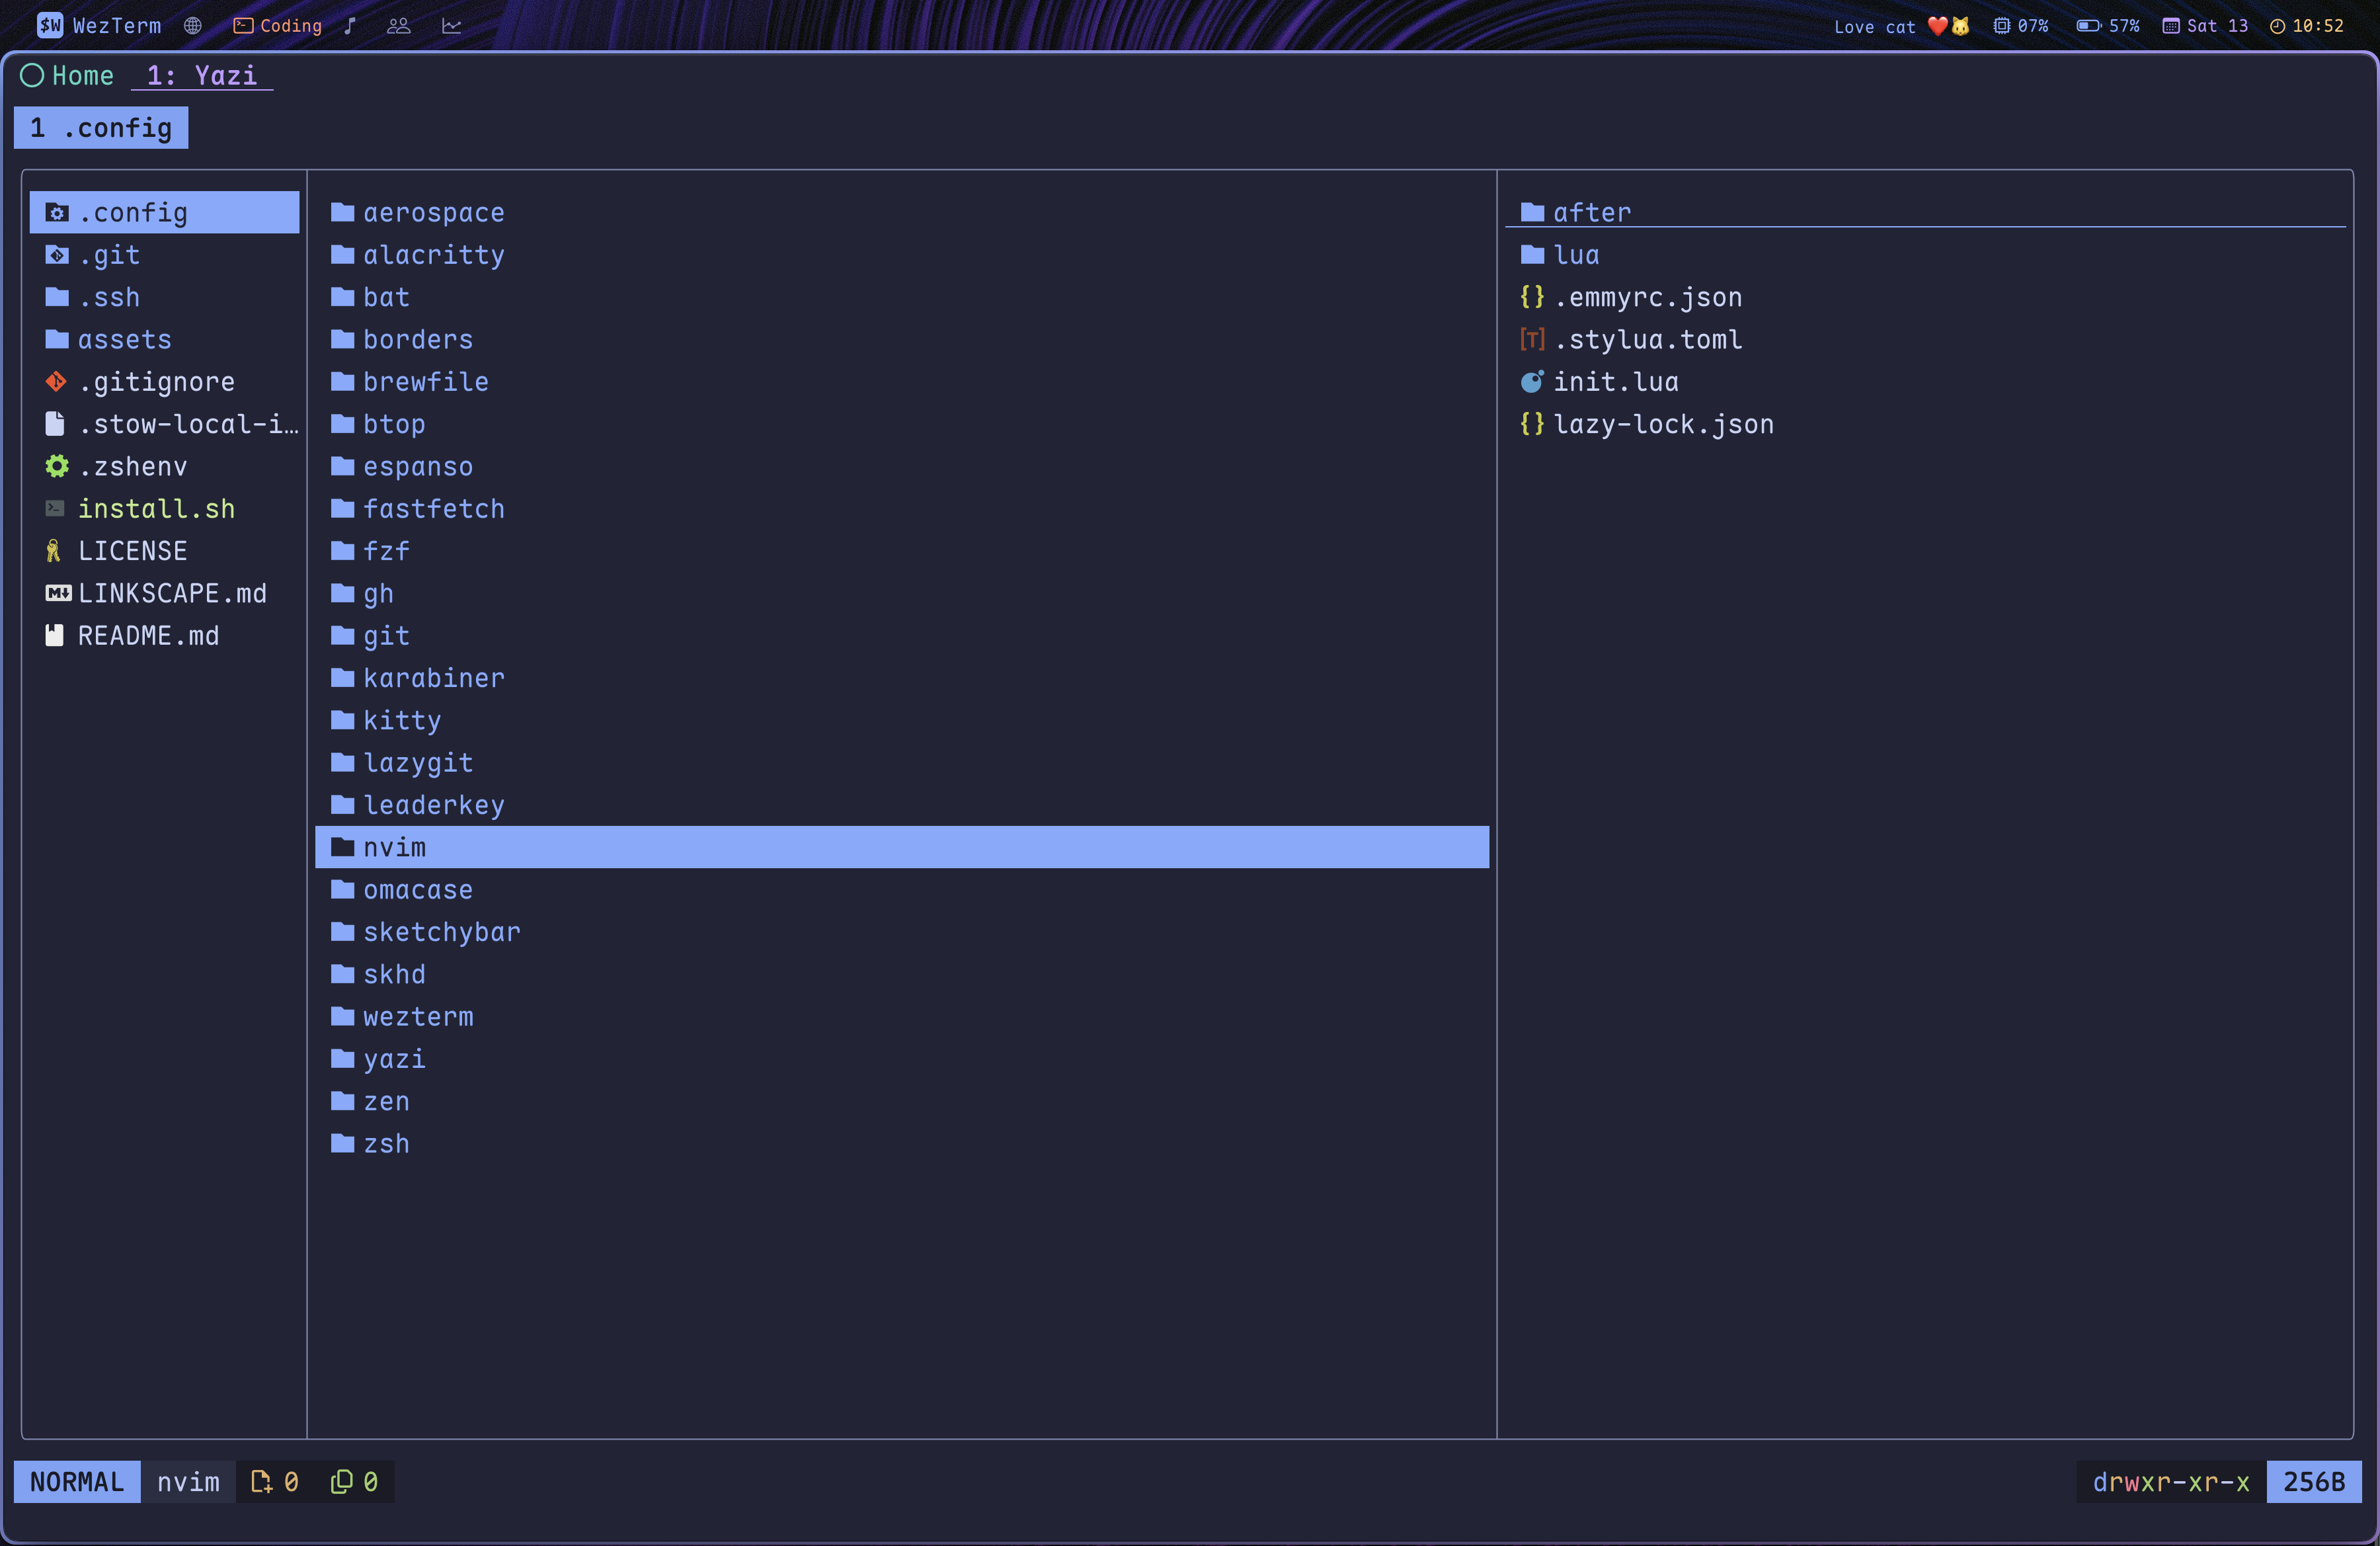 $W WezTerm Coding Love cat ❤️🐱 07% 57% Sat 13 10:52
Home 1: Yazi
1 .config
.config
.git
.ssh
assets
.gitignore
.stow-local-i…
.zshenv
install.sh
LICENSE
LINKSCAPE.md
README.md
aerospace
alacritty
bat
borders
brewfile
btop
espanso
fastfetch
fzf
gh
git
karabiner
kitty
lazygit
leaderkey
nvim
omacase
sketchybar
skhd
wezterm
yazi
zen
zsh
after
lua
.emmyrc.json
.stylua.toml
init.lua
lazy-lock.json
NORMAL nvim 0 0 drwxr-xr-x 256B